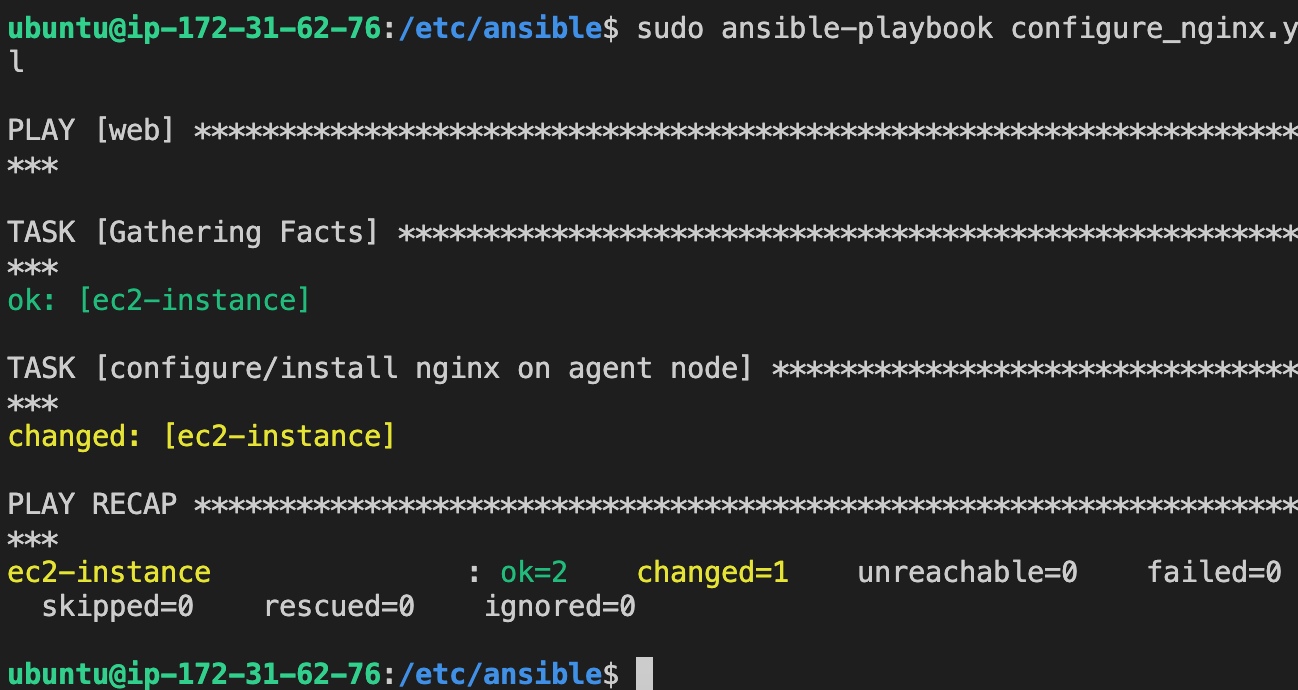 ubuntu@ip-172-31-62-76:/etc/ansible$ sudo ansible-playbook configure_nginx.y
l

PLAY [web] *****************************************************************
***

TASK [Gathering Facts] *****************************************************
***
ok: [ec2-instance]

TASK [configure/install nginx on agent node] *******************************
***
changed: [ec2-instance]

PLAY RECAP *****************************************************************
***
ec2-instance               : ok=2    changed=1    unreachable=0    failed=0
  skipped=0    rescued=0    ignored=0

ubuntu@ip-172-31-62-76:/etc/ansible$